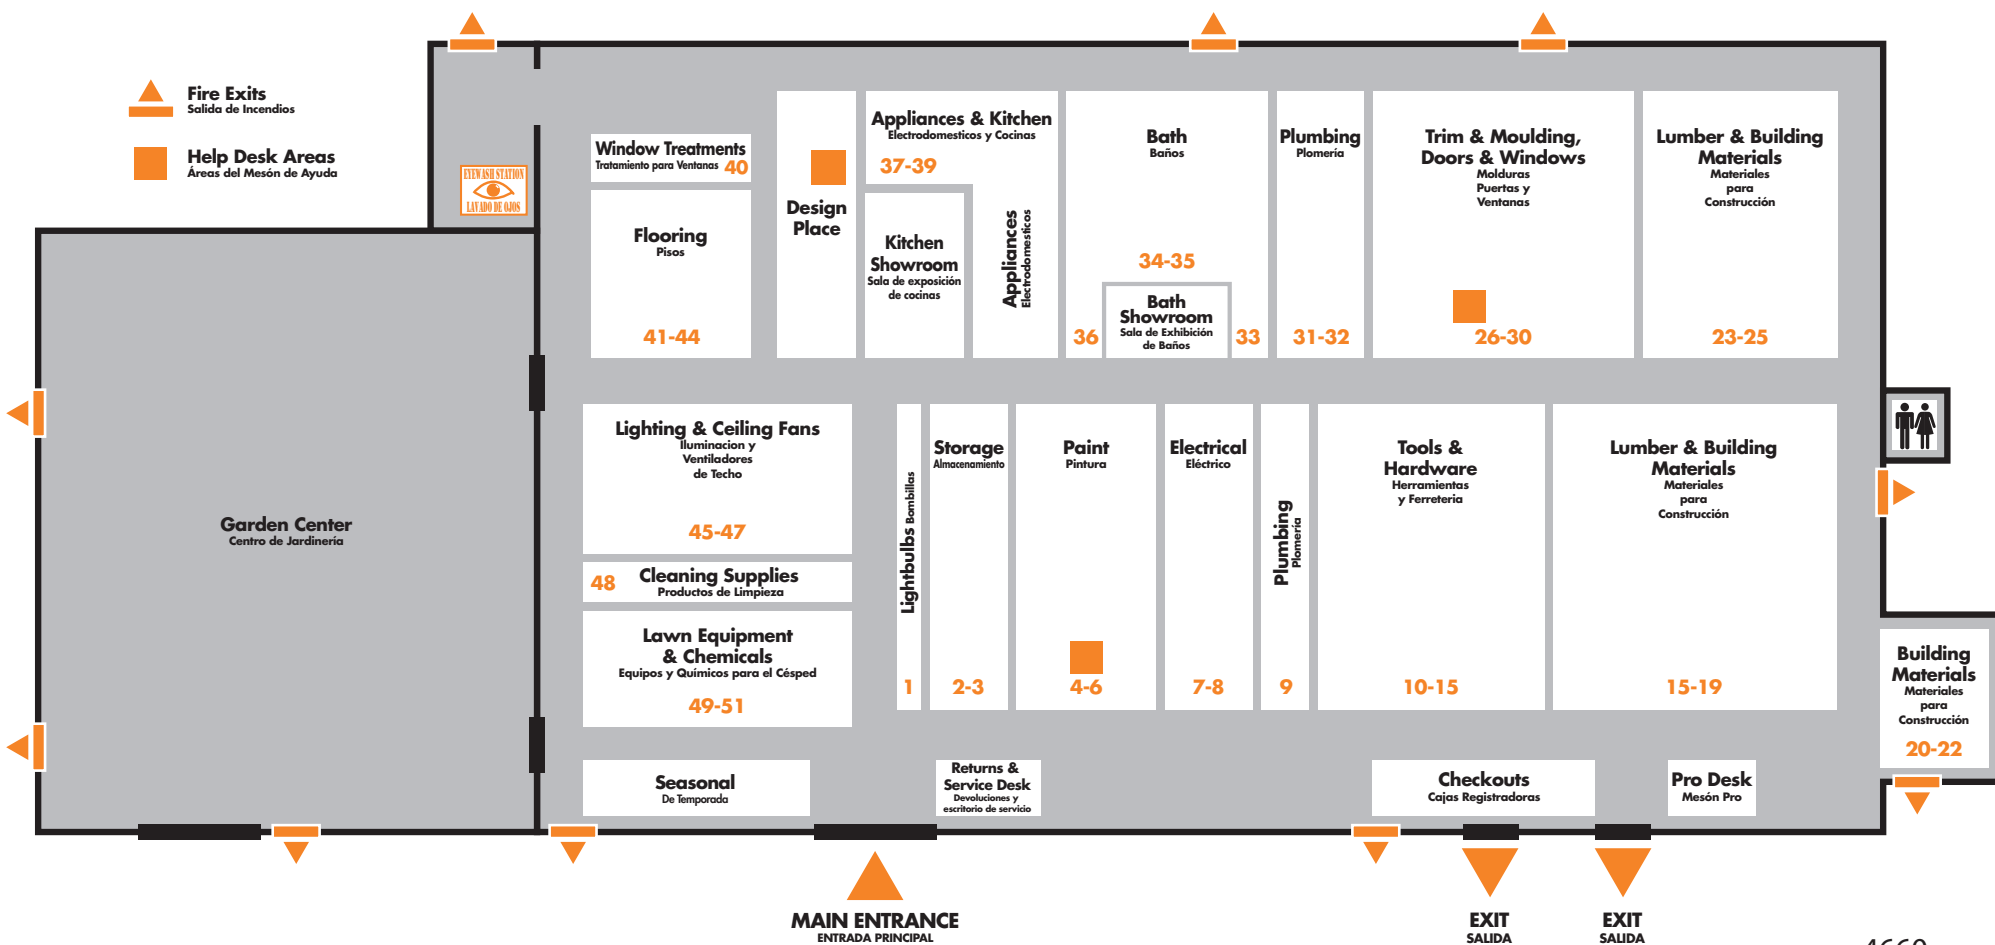 Fire Exits
Salida de Incendios
Help Desk Areas
Áreas del Mesón de Ayuda
EYEWASH STATION
LAVADO DE OJOS
Window Treatments
Tratamiento para Ventanas 40
Flooring
Pisos
41-44
Design
Place
Appliances & Kitchen
Electrodomesticos y Cocinas
37-39
Kitchen
Showroom
Sala de exposición
de cocinas
Appliances
Electrodomesticos
Bath
Baños
34-35
36
Bath
Showroom
Sala de Exhibición
de Baños
33
Plumbing
Plomería
31-32
Trim & Moulding,
Doors & Windows
Molduras
Puertas y
Ventanas
26-30
Lumber & Building
Materials
Materiales
para
Construcción
23-25
Garden Center
Centro de Jardinería
Lighting & Ceiling Fans
Iluminacion y
Ventiladores
de Techo
45-47
48 Cleaning Supplies
Productos de Limpieza
Lawn Equipment
& Chemicals
Equipos y Químicos para el Césped
49-51
Lightbulbs Bombillas
1
Storage
Almacenamiento
2-3
Paint
Pintura
4-6
Electrical
Eléctrico
7-8
Plumbing
Plomería
9
Tools &
Hardware
Herramientas
y Ferreteria
10-15
Lumber & Building
Materials
Materiales
para
Construcción
15-19
Building
Materials
Materiales
para
Construcción
20-22
Seasonal
De Temporada
Returns &
Service Desk
Devoluciones y
escritorio de servicio
Checkouts
Cajas Registradoras
Pro Desk
Mesón Pro
MAIN ENTRANCE
ENTRADA PRINCIPAL
EXIT
SALIDA
EXIT
SALIDA